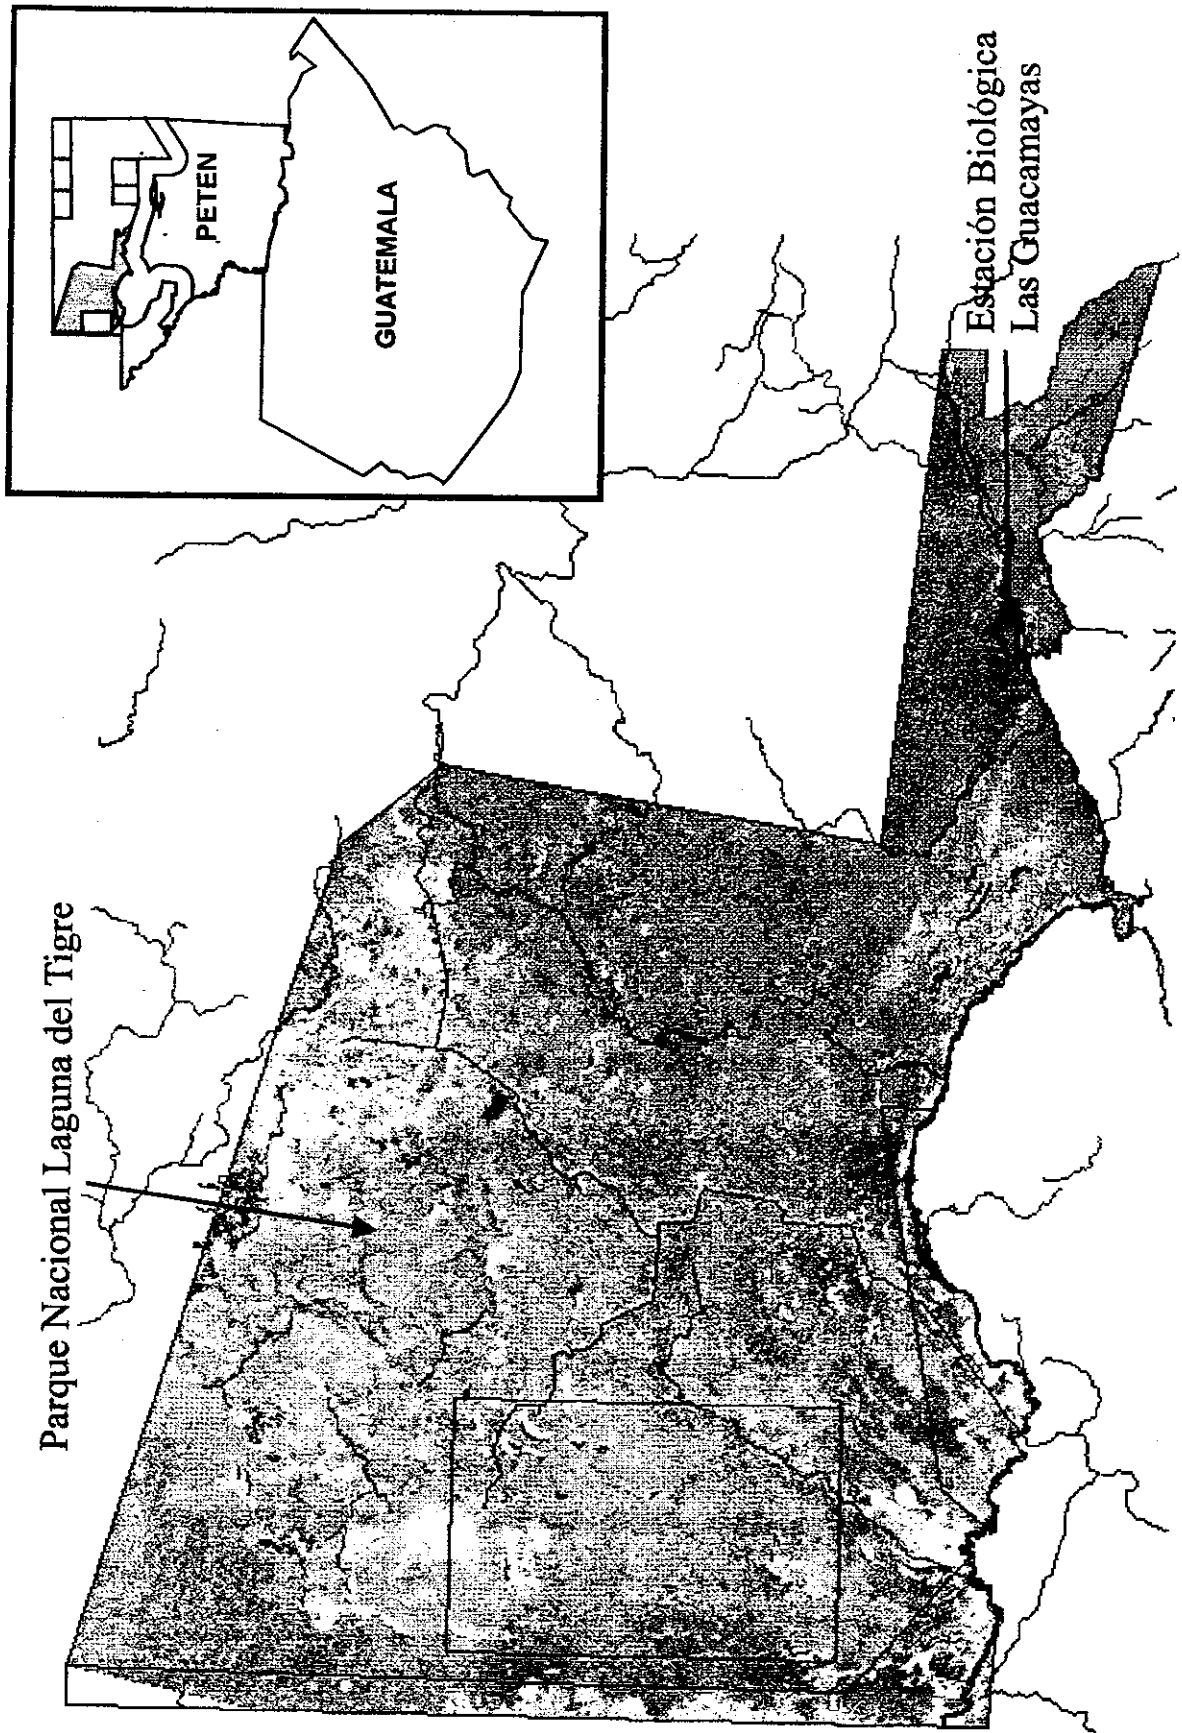 Parque Nacional Laguna del Tigre
PETEN
GUATEMALA
Estación Biológica
Las Guacamayas